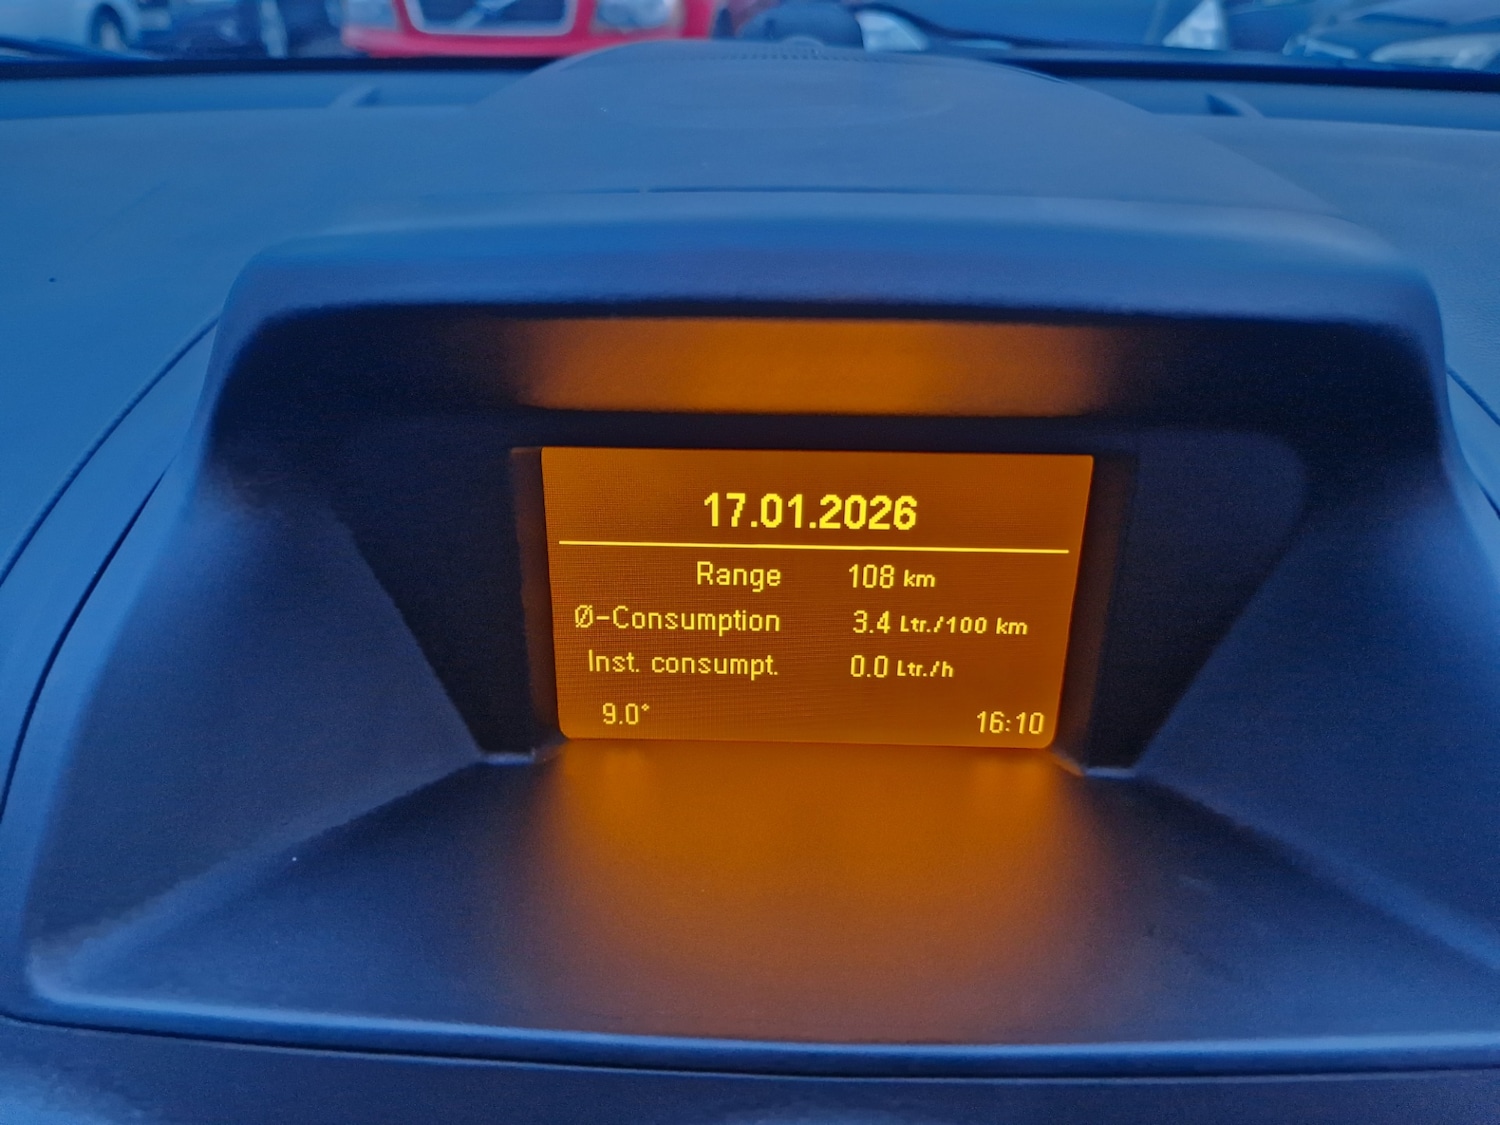 17.01.2026
Range 108 km
Ø-Consumption 3.4 Ltr./100 km
Inst. consumpt. 0.0 Ltr./h
9.0° 16:10